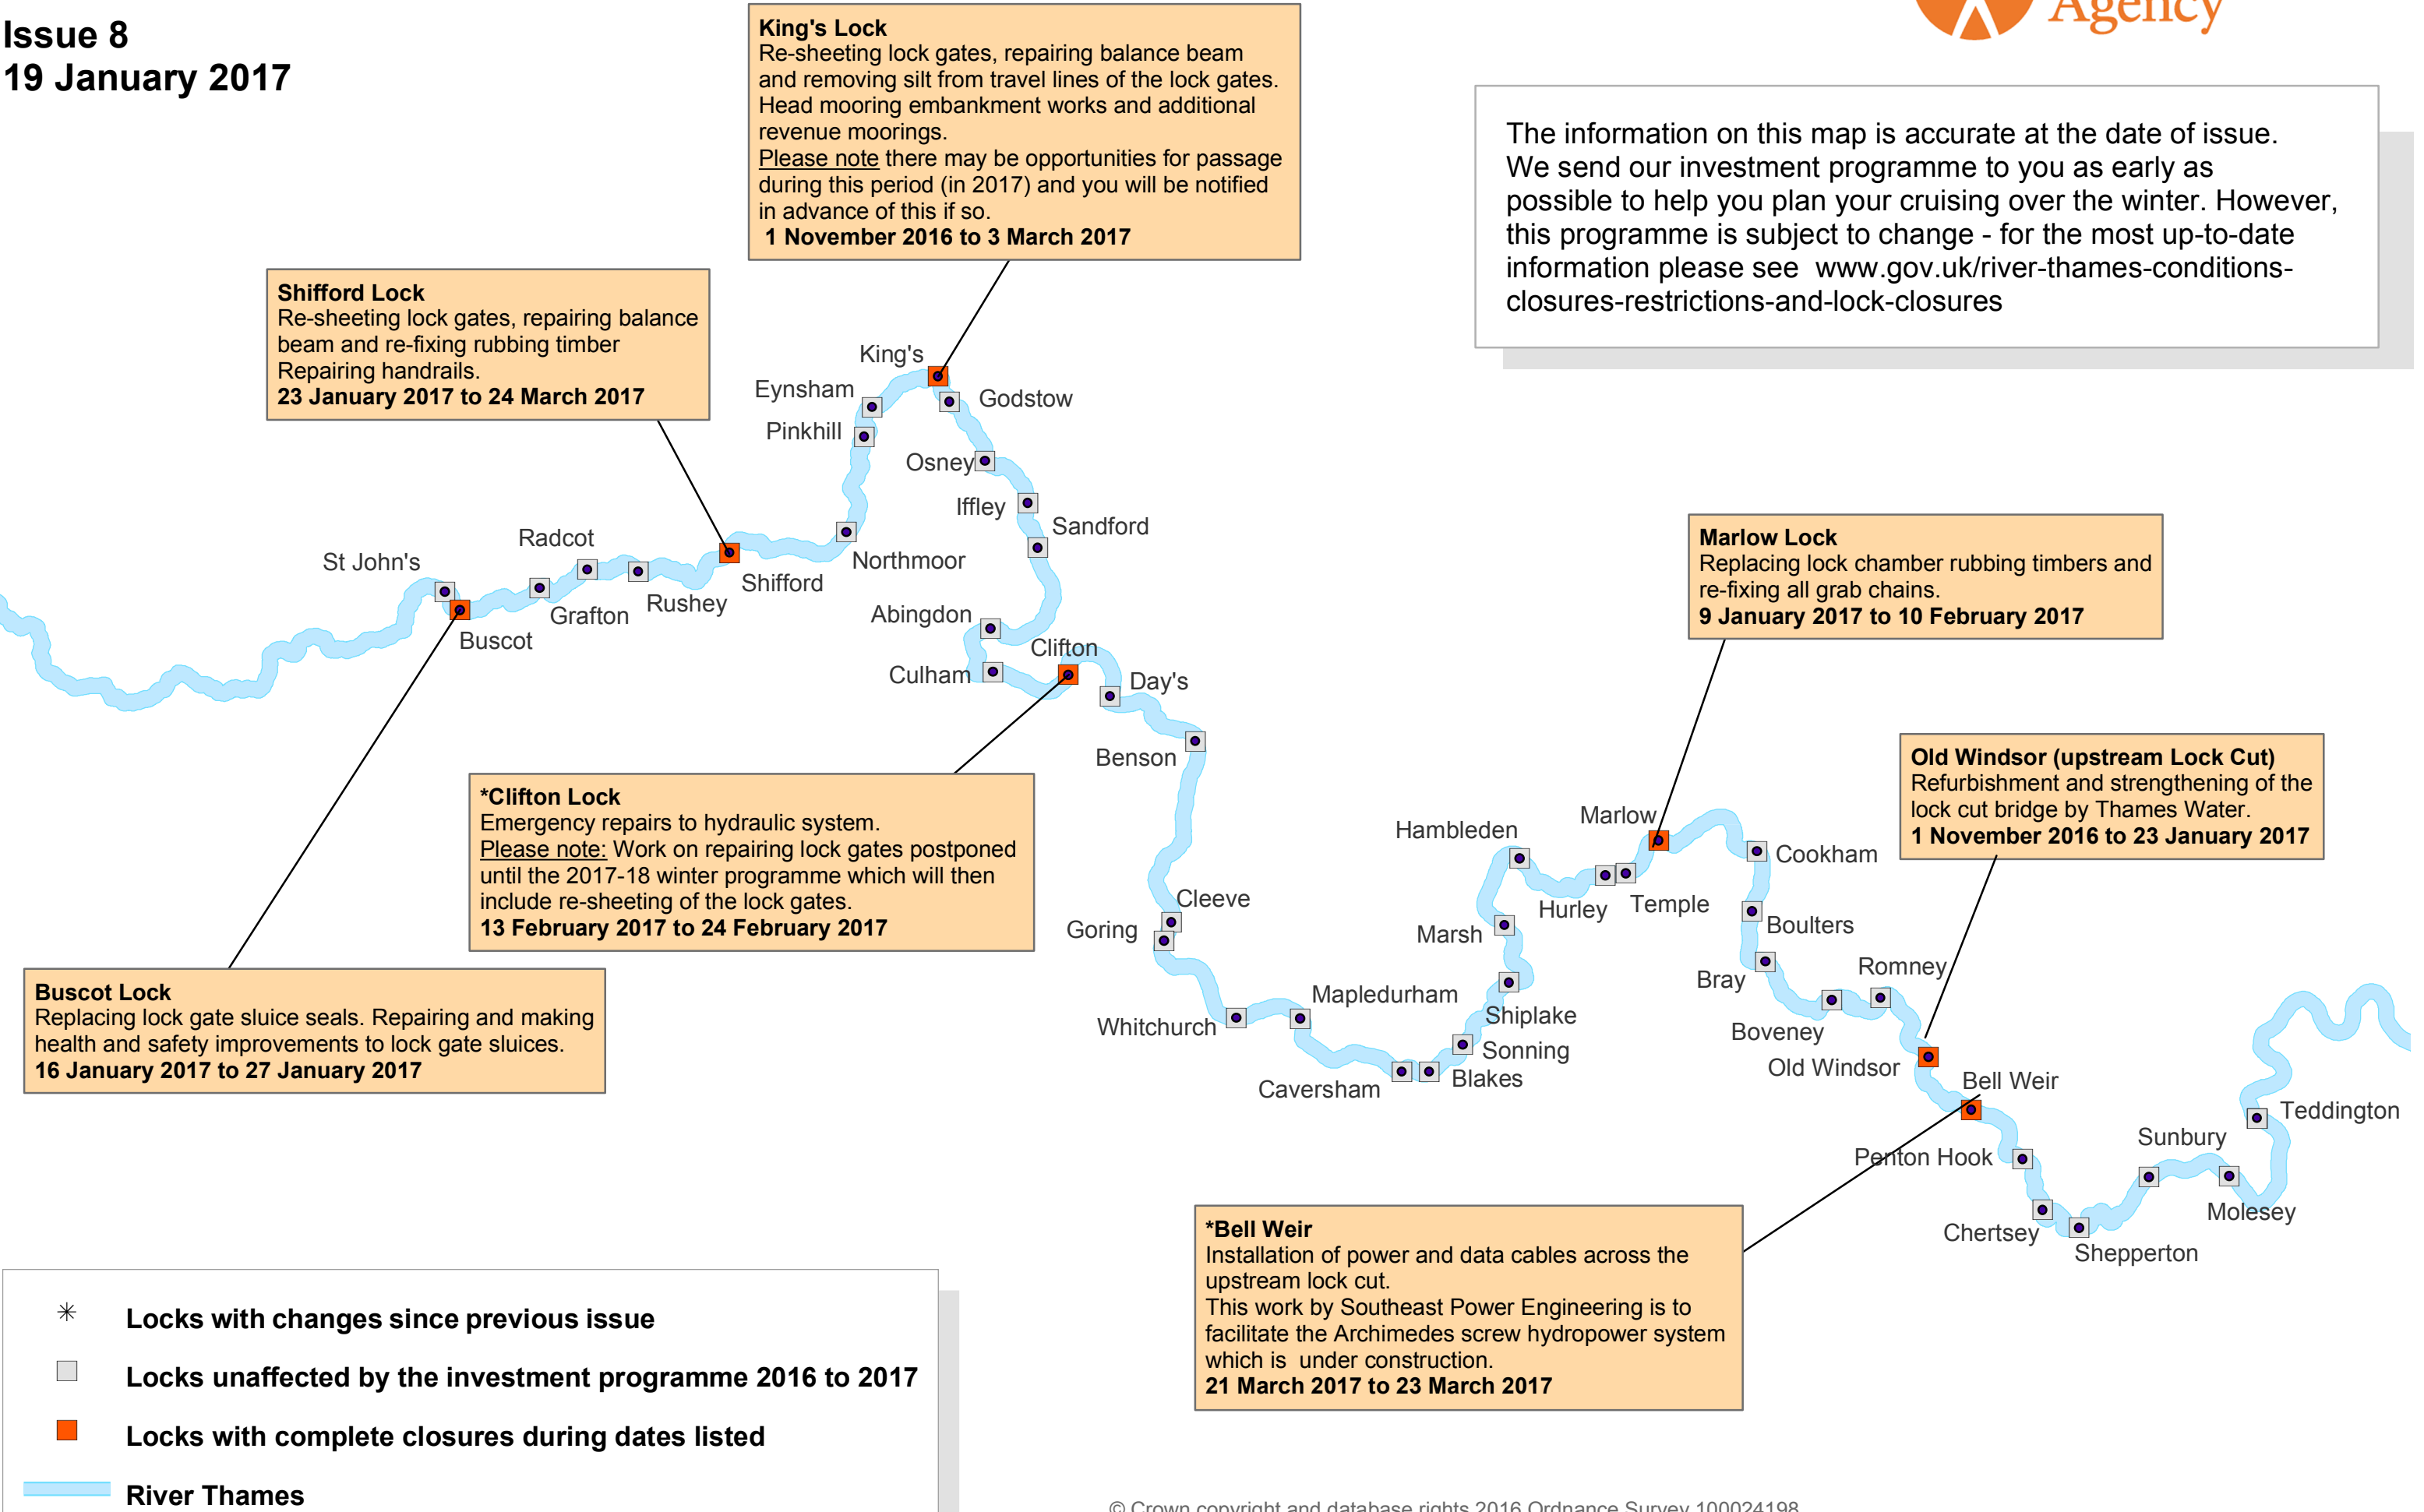 Issue 8
19 January 2017
Agency
King's Lock
Re-sheeting lock gates, repairing balance beam
and removing silt from travel lines of the lock gates.
Head mooring embankment works and additional
revenue moorings.
Please note there may be opportunities for passage
during this period (in 2017) and you will be notified
in advance of this if so.
1 November 2016 to 3 March 2017
The information on this map is accurate at the date of issue.
We send our investment programme to you as early as
possible to help you plan your cruising over the winter. However,
this programme is subject to change - for the most up-to-date
information please see www.gov.uk/river-thames-conditions-
closures-restrictions-and-lock-closures
Shifford Lock
Re-sheeting lock gates, repairing balance
beam and re-fixing rubbing timber
Repairing handrails.
23 January 2017 to 24 March 2017
King's
Eynsham
Godstow
Pinkhill
Osney
Iffley
Sandford
Radcot
St John's
Northmoor
Shifford
Rushey
Grafton
Buscot
Abingdon
Clifton
Culham
Day's
Benson
Marlow Lock
Replacing lock chamber rubbing timbers and
re-fixing all grab chains.
9 January 2017 to 10 February 2017
Old Windsor (upstream Lock Cut)
Refurbishment and strengthening of the
lock cut bridge by Thames Water.
1 November 2016 to 23 January 2017
*Clifton Lock
Emergency repairs to hydraulic system.
Please note: Work on repairing lock gates postponed
until the 2017-18 winter programme which will then
include re-sheeting of the lock gates.
13 February 2017 to 24 February 2017
Marlow
Hambleden
Cookham
Cleeve
Hurley
Temple
Goring
Marsh
Boulters
Bray
Romney
Mapledurham
Shiplake
Whitchurch
Boveney
Sonning
Old Windsor
Blakes
Caversham
Bell Weir
Teddington
Sunbury
Penton Hook
Molesey
Chertsey
Shepperton
Buscot Lock
Replacing lock gate sluice seals. Repairing and making
health and safety improvements to lock gate sluices.
16 January 2017 to 27 January 2017
*Bell Weir
Installation of power and data cables across the
upstream lock cut.
This work by Southeast Power Engineering is to
facilitate the Archimedes screw hydropower system
which is under construction.
21 March 2017 to 23 March 2017
* Locks with changes since previous issue
Locks unaffected by the investment programme 2016 to 2017
Locks with complete closures during dates listed
River Thames
© Crown copyright and database rights 2016 Ordnance Survey 100024198